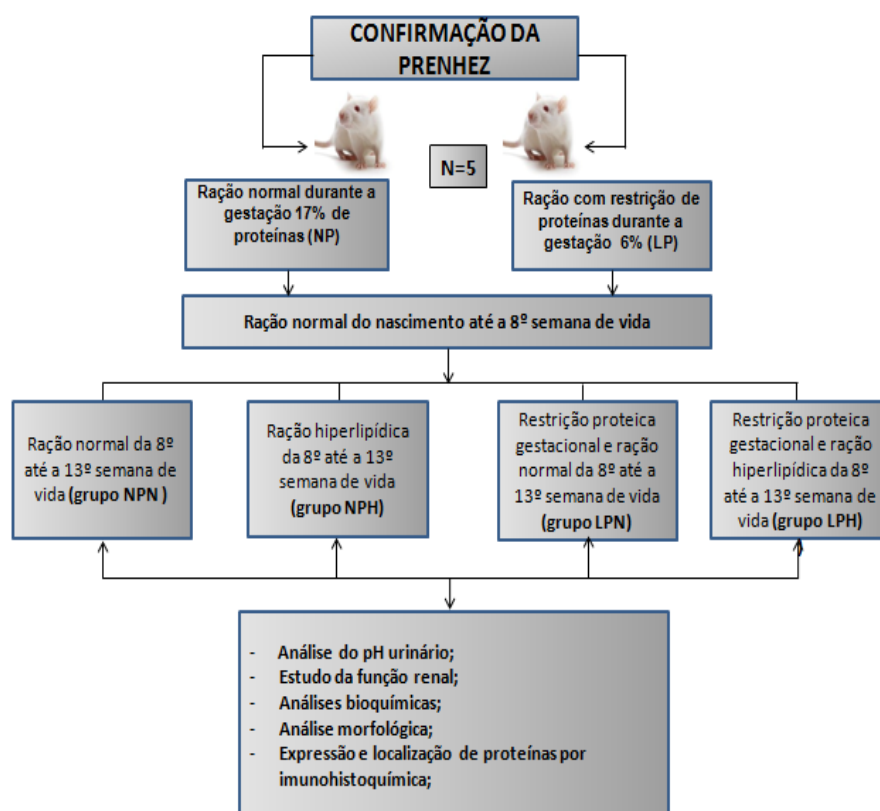 CONFIRMAÇÃO DA
PRENHEZ
N=5
Ração normal durante a
gestação 17% de
proteínas (NP)
Ração com restrição de
proteínas durante a
gestação 6% (LP)
Ração normal do nascimento até a 8º semana de vida
Ração normal da 8º
até a 13º semana de
vida (grupo NPN )
Ração hiperlipídica
da 8º até a 13º
semana de vida
(grupo NPH)
Restrição proteica
gestacional e ração
normal da 8º até a
13º semana de vida
(grupo LPN)
Restrição proteica
gestacional e ração
hiperlipídica da 8º
até a 13º semana de
vida (grupo LPH)
- Análise do pH urinário;
- Estudo da função renal;
- Análises bioquímicas;
- Análise morfológica;
- Expressão e localização de proteínas por
imunohistoquímica;